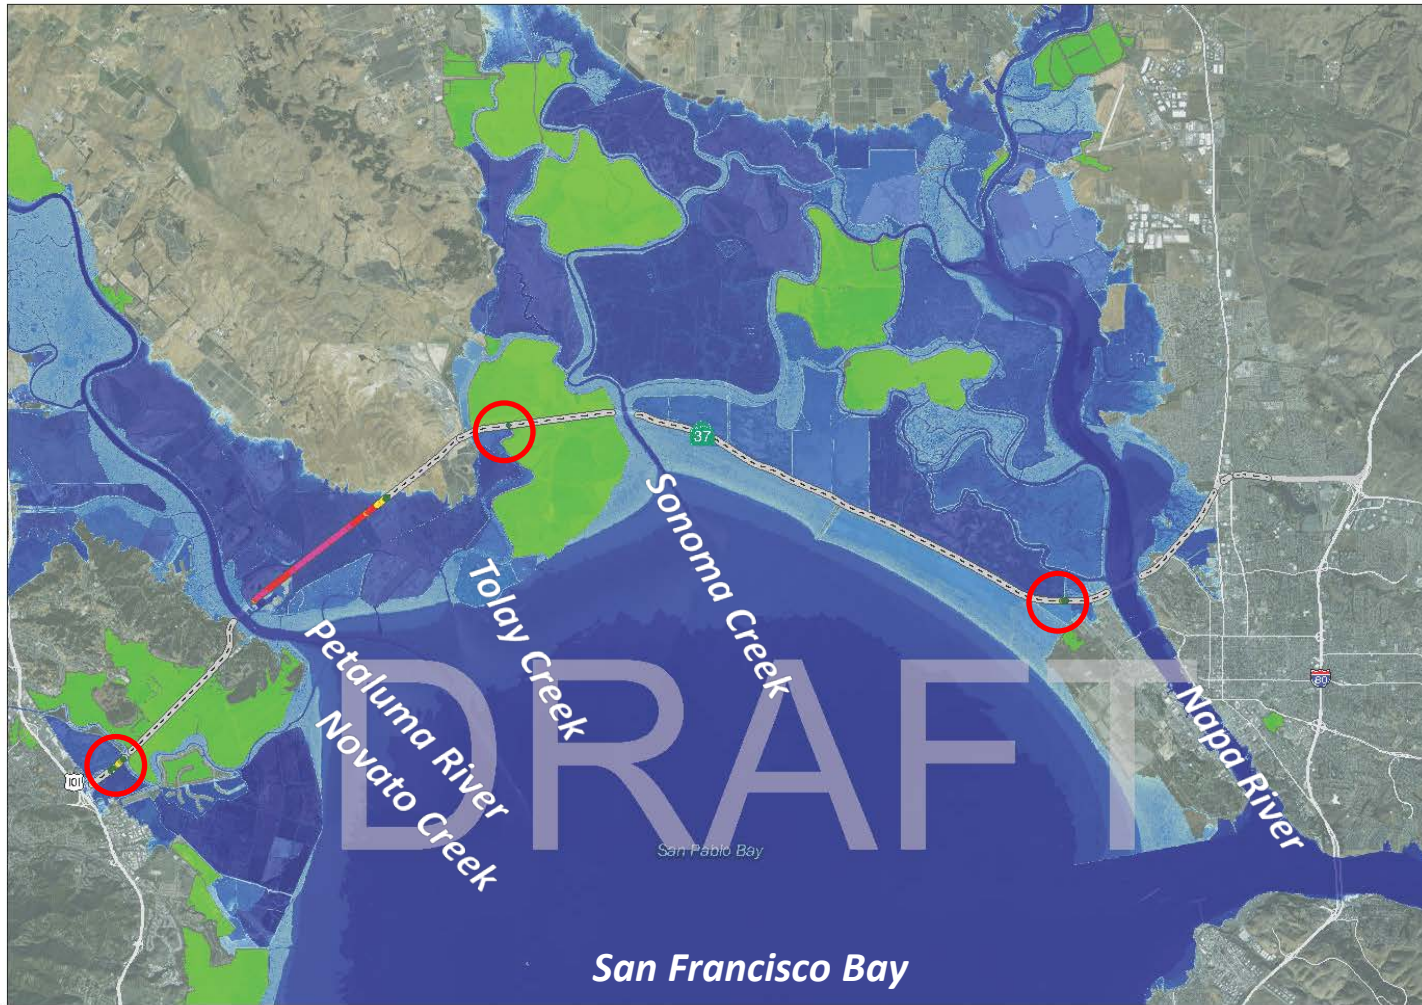 37
Sonoma Creek
Tolay Creek
Petaluma River
Novato Creek
Napa River
80
101
DRAFT
San Pablo Bay
San Francisco Bay